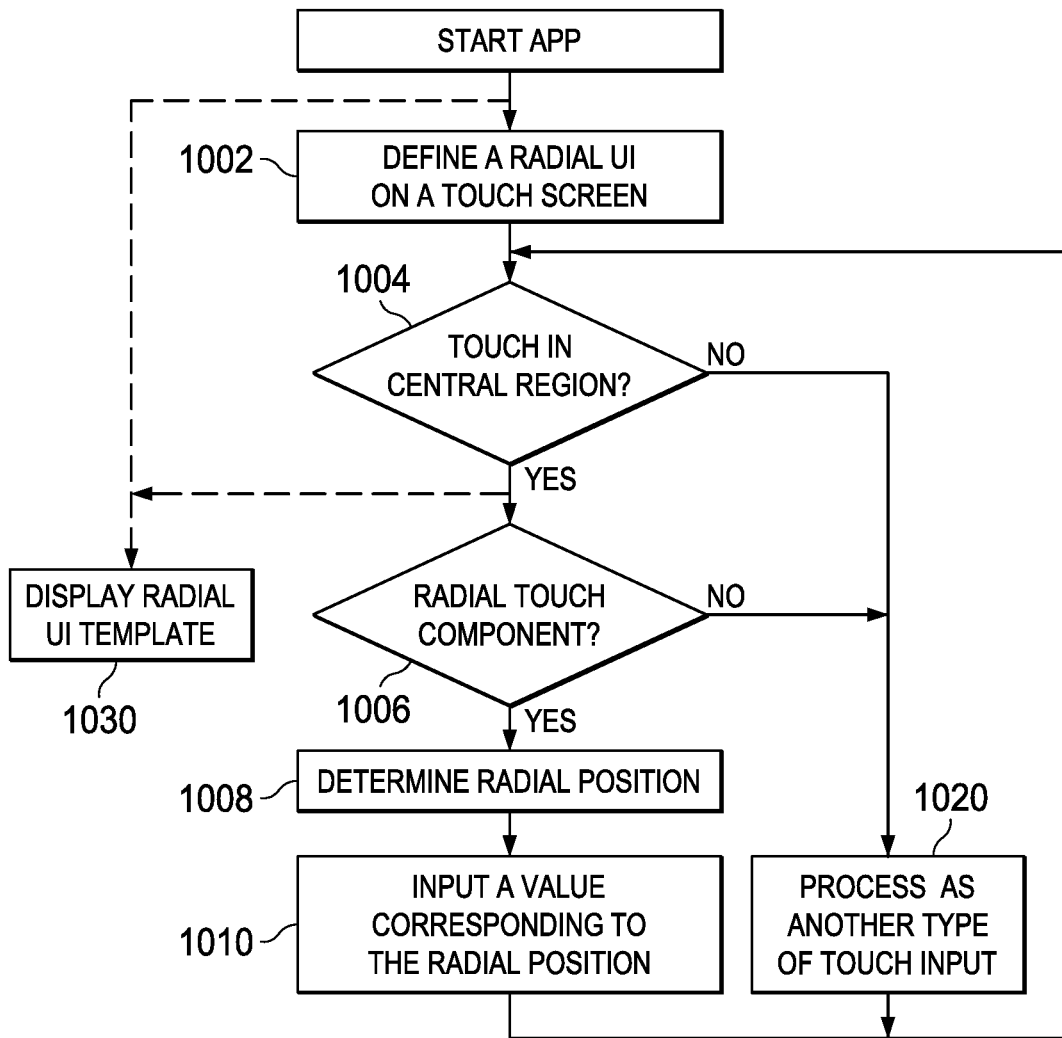 START APP
1002
DEFINE A RADIAL UI
ON A TOUCH SCREEN
1004
TOUCH IN
CENTRAL REGION?
NO
YES
DISPLAY RADIAL
UI TEMPLATE
1030
RADIAL TOUCH
COMPONENT?
NO
1006
YES
1008
DETERMINE RADIAL POSITION
1010
INPUT A VALUE
CORRESPONDING TO
THE RADIAL POSITION
1020
PROCESS AS
ANOTHER TYPE
OF TOUCH INPUT